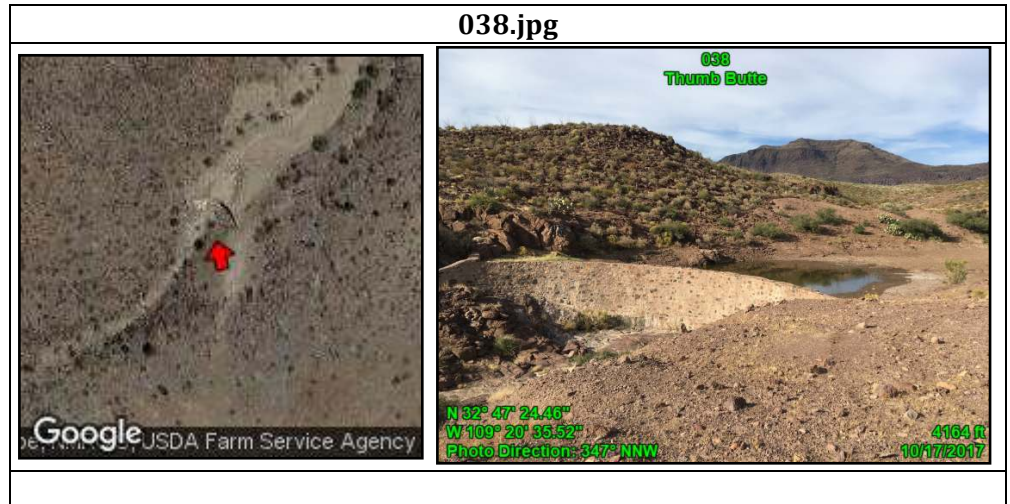 038.jpg
038
Thumb Butte
Google USDA Farm Service Agency
N 32° 47' 24.46"
W 109° 20' 35.52"
Photo Direction: 347° NNW
4164 ft
10/17/2017